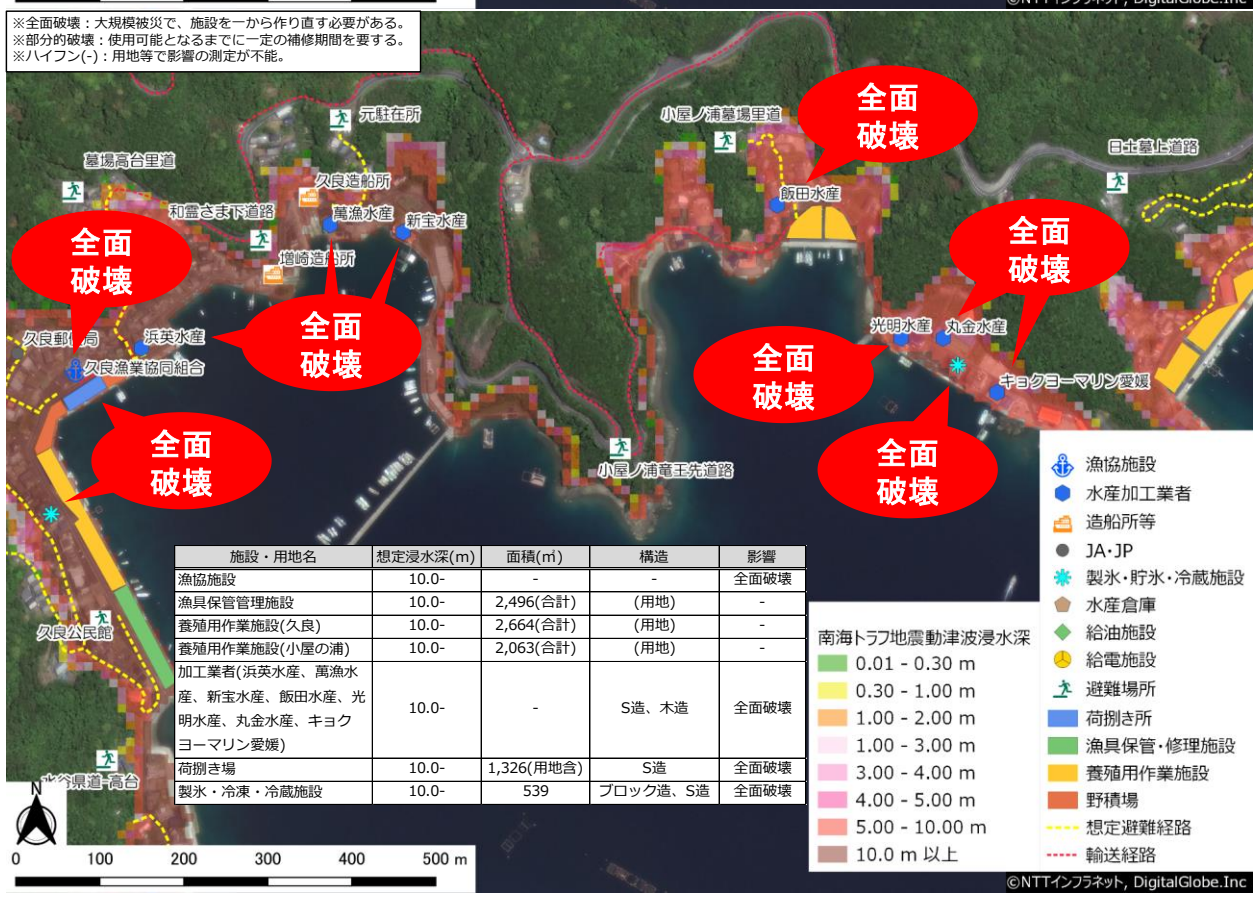 ©NTTインフラネット, DigitalGlobe.Inc
※全面破壊：大規模被災で、施設を一から作り直す必要がある。
※部分的破壊：使用可能となるまでに一定の補修期間を要する。
※ハイフン(-)：用地等で影響の測定が不能。
元駐在所
小屋ノ浦墓場里道
全面
破壊
日土墓上道路
墓場高台里道
久良造船所
飯田水産
和霊さま下道路
萬漁水産
新宝水産
全面
破壊
全面
破壊
増崎造船所
久良郵便局
浜英水産
全面
破壊
光明水産
丸金水産
久良漁業協同組合
全面
破壊
キョクヨーマリン愛媛
全面
破壊
全面
破壊
小屋ノ浦竜王先道路
久良公民館
水谷県道-高台
施設・用地名 想定浸水深(m) 面積(㎡) 構造 影響
漁協施設 10.0- - - 全面破壊
漁具保管管理施設 10.0- 2,496(合計) (用地) -
養殖用作業施設(久良) 10.0- 2,664(合計) (用地) -
養殖用作業施設(小屋の浦) 10.0- 2,063(合計) (用地) -
加工業者(浜英水産、萬漁水
産、新宝水産、飯田水産、光
明水産、丸金水産、キョク
ヨーマリン愛媛) 10.0- - S造、木造 全面破壊
荷捌き場 10.0- 1,326(用地含) S造 全面破壊
製氷・冷凍・冷蔵施設 10.0- 539 ブロック造、S造 全面破壊
南海トラフ地震動津波浸水深
0.01 - 0.30 m
0.30 - 1.00 m
1.00 - 2.00 m
1.00 - 3.00 m
3.00 - 4.00 m
4.00 - 5.00 m
5.00 - 10.00 m
10.0 m 以上
漁協施設
水産加工業者
造船所等
JA・JP
製氷・貯氷・冷蔵施設
水産倉庫
給油施設
給電施設
避難場所
荷捌き所
漁具保管・修理施設
養殖用作業施設
野積場
想定避難経路
輸送経路
N
0 100 200 300 400 500 m
©NTTインフラネット, DigitalGlobe.Inc